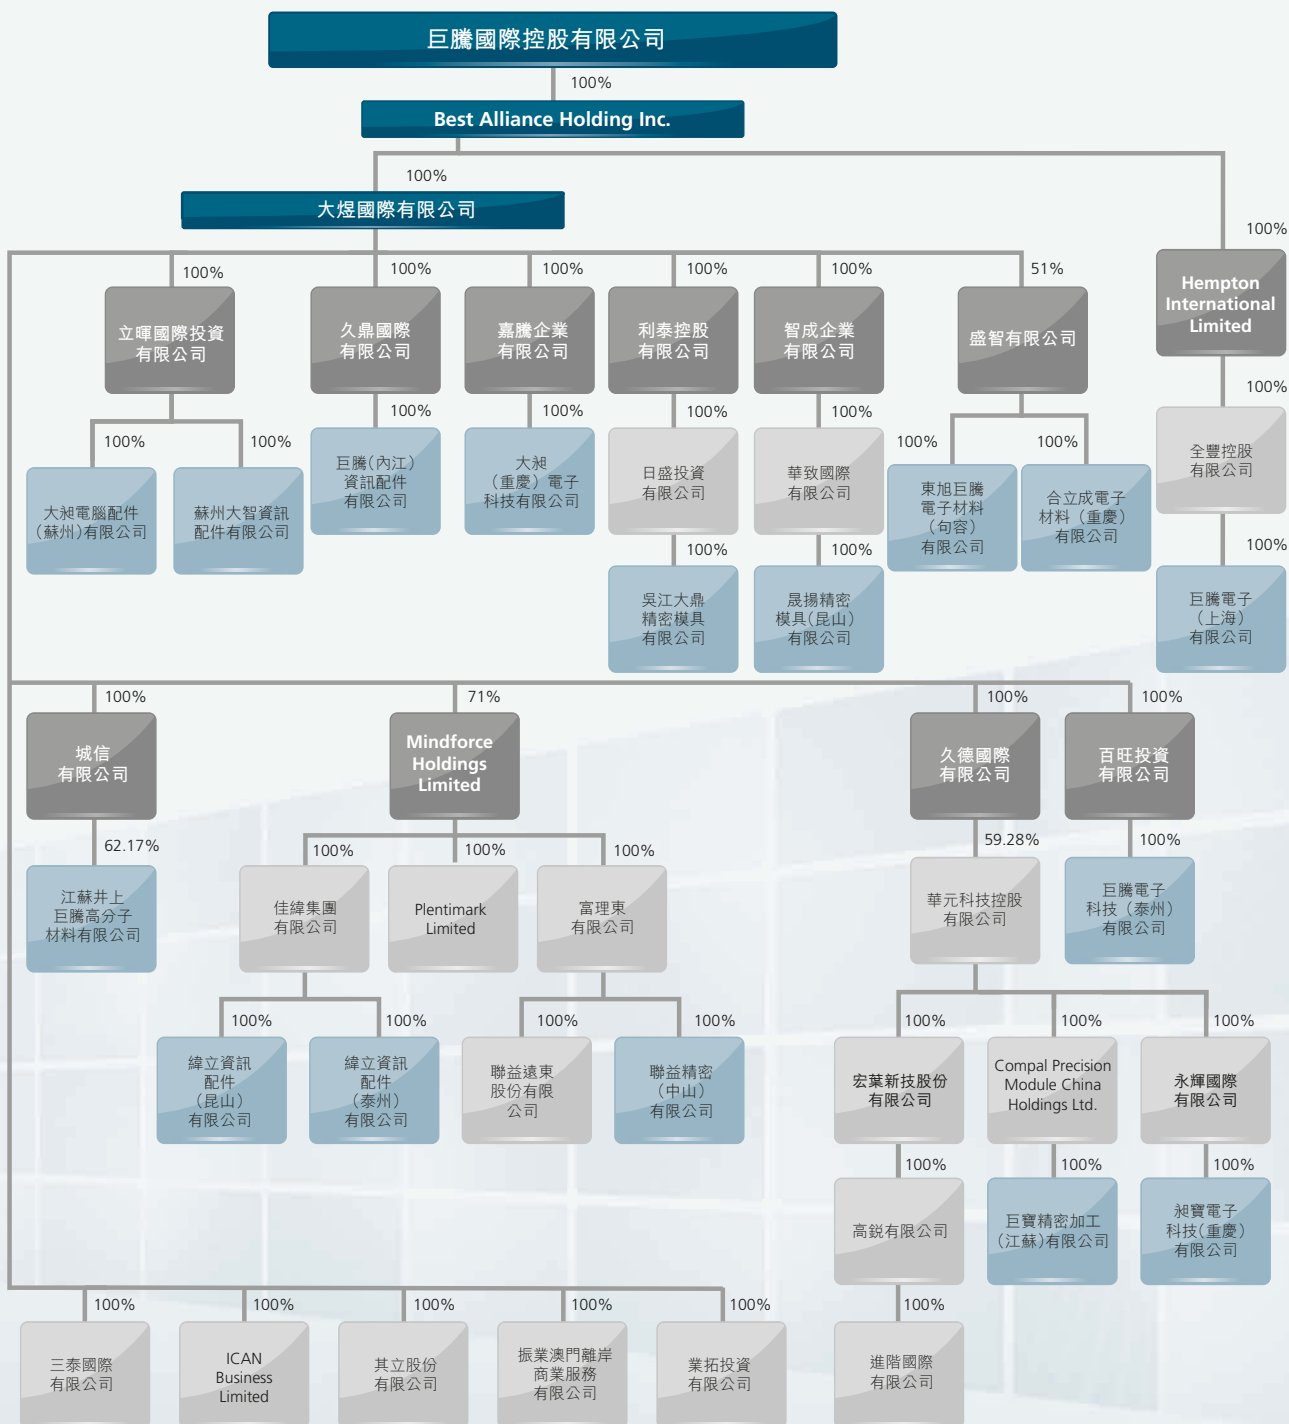 巨騰國際控股有限公司
100%
Best Alliance Holding Inc.
100%
大煜國際有限公司
100%
Hempton
International
Limited
100%
全豐控股
有限公司
100%
巨騰電子
（上海）
有限公司
100%
立暉國際投資
有限公司
100%
大昶電腦配件
（蘇州）有限公司
100%
蘇州大智資訊
配件有限公司
100%
久鼎國際
有限公司
100%
巨騰（內江）
資訊配件
有限公司
100%
嘉騰企業
有限公司
100%
大昶
（重慶）電子
科技有限公司
100%
利泰控股
有限公司
100%
日盛投資
有限公司
100%
吳江大鼎
精密模具
有限公司
100%
智成企業
有限公司
100%
華致國際
有限公司
100%
晟揚精密
模具（昆山）
有限公司
51%
盛智有限公司
100%
東旭巨騰
電子材料
（句容）
有限公司
100%
合立成電子
材料（重慶）
有限公司
100%
城信
有限公司
62.17%
江蘇井上
巨騰高分子
材料有限公司
71%
Mindforce
Holdings
Limited
100%
佳緯集團
有限公司
100%
Plentimark
Limited
100%
富理東
有限公司
100%
緯立資訊
配件
（昆山）
有限公司
100%
緯立資訊
配件
（泰州）
有限公司
100%
聯益遠東
股份有限
公司
100%
聯益精密
（中山）
有限公司
100%
久德國際
有限公司
59.28%
華元科技控股
有限公司
100%
宏葉新技股份
有限公司
100%
高銳有限公司
100%
進階國際
有限公司
100%
Compal Precision
Module China
Holdings Ltd.
100%
巨寶精密加工
（江蘇）有限公司
100%
永輝國際
有限公司
100%
昶寶電子
科技（重慶）
有限公司
100%
百旺投資
有限公司
100%
巨騰電子
科技（泰州）
有限公司
100%
三泰國際
有限公司
100%
ICAN
Business
Limited
100%
其立股份
有限公司
100%
振業澳門離岸
商業服務
有限公司
100%
業拓投資
有限公司